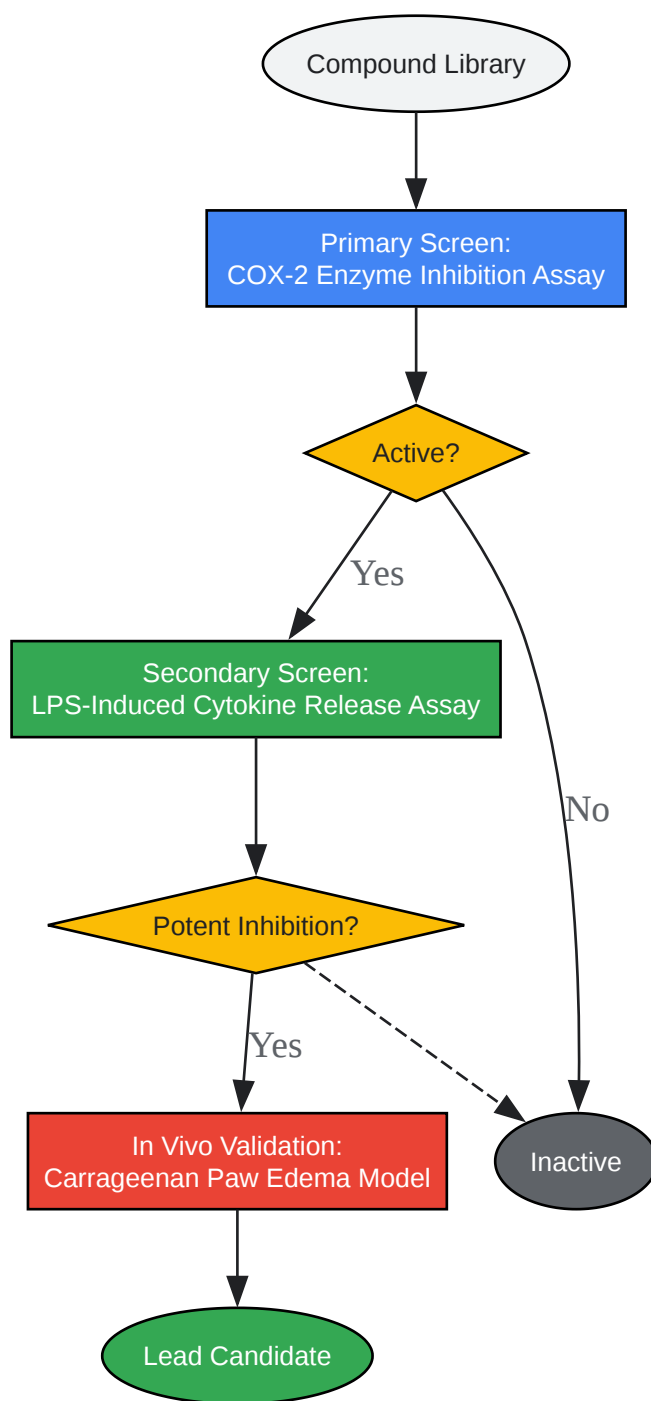 Compound Library
Primary Screen:
COX-2 Enzyme Inhibition Assay
Active?
Yes
Secondary Screen:
LPS-Induced Cytokine Release Assay
No
Potent Inhibition?
Yes
In Vivo Validation:
Carrageenan Paw Edema Model
Inactive
Lead Candidate